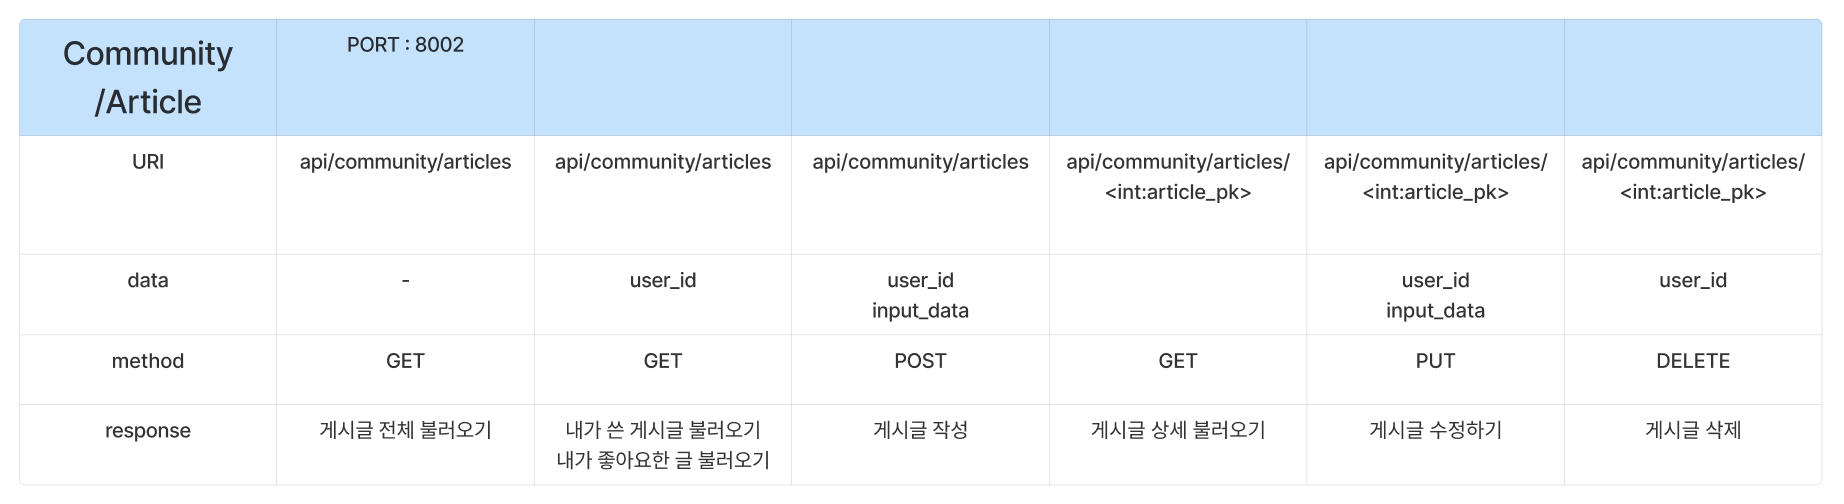 Community
/Article
PORT : 8002
URI
api/community/articles
api/community/articles
api/community/articles
api/community/articles/
<int:article_pk>
api/community/articles/
<int:article_pk>
api/community/articles/
<int:article_pk>
data
-
user_id
user_id
input_data
user_id
input_data
user_id
method
GET
GET
POST
GET
PUT
DELETE
response
게시글 전체 불러오기
내가 쓴 게시글 불러오기
내가 좋아요한 글 불러오기
게시글 작성
게시글 상세 불러오기
게시글 수정하기
게시글 삭제